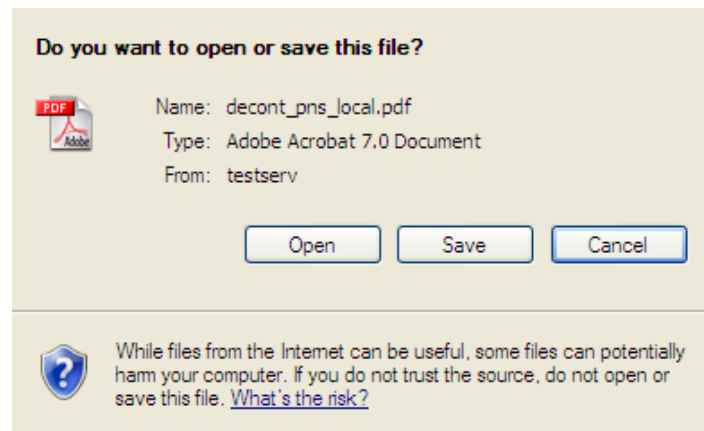 Do you want to open or save this file?
PDF
Adobe
Name: decont_pns_local.pdf
Type: Adobe Acrobat 7.0 Document
From: testserv
Open Save Cancel
While files from the Internet can be useful, some files can potentially
harm your computer. If you do not trust the source, do not open or
save this file. What's the risk?